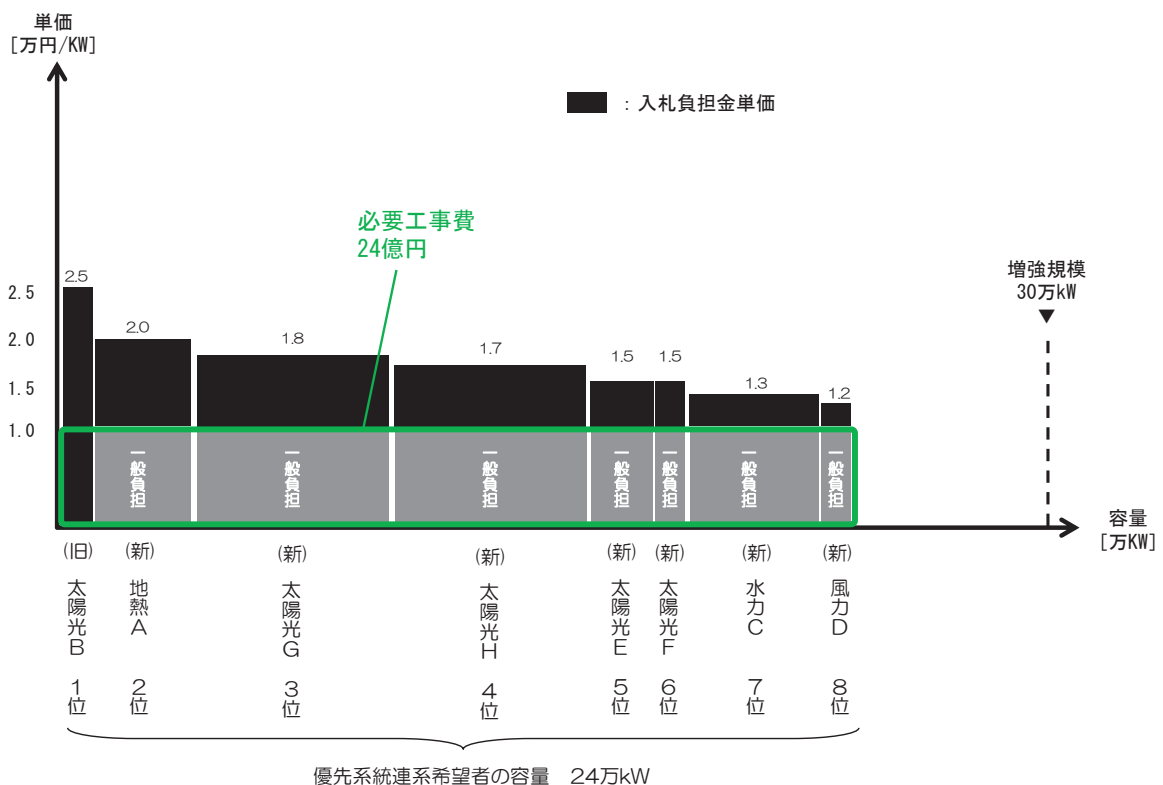 単価
[万円/KW]
：入札負担金単価
必要工事費
24億円
増強規模
30万kW
2.5
2.0
1.5
1.0
2.5
2.0
1.8
1.7
1.5
1.5
1.3
1.2
一般負担
一般負担
一般負担
一般負担
一般負担
一般負担
一般負担
容量
[万KW]
(旧)
(新)
(新)
(新)
(新)
(新)
(新)
(新)
太陽光B
地熱A
太陽光G
太陽光H
太陽光E
太陽光F
水力C
風力D
1位
2位
3位
4位
5位
6位
7位
8位
優先系統連系希望者の容量　24万kW